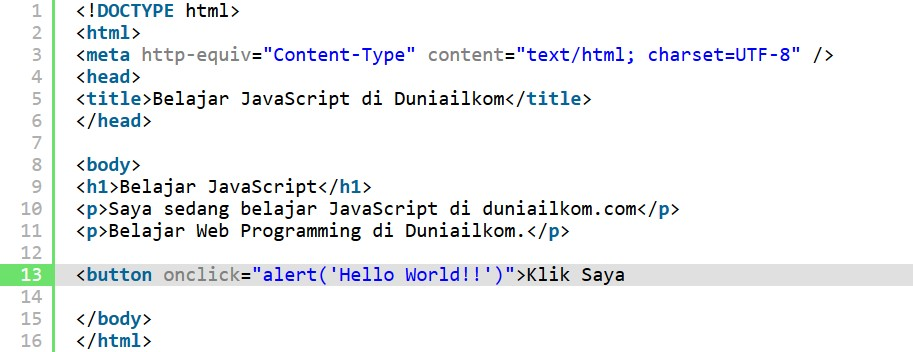 1 <!DOCTYPE html>
2 <html>
3 <meta http-equiv="Content-Type" content="text/html; charset=UTF-8" />
4 <head>
5 <title>Belajar JavaScript di Duniailkom</title>
6 </head>
7
8 <body>
9 <h1>Belajar JavaScript</h1>
10 <p>Saya sedang belajar JavaScript di duniailkom.com</p>
11 <p>Belajar Web Programming di Duniailkom.</p>
12
13 <button onclick="alert('Hello World!!')">Klik Saya
14
15 </body>
16 </html>